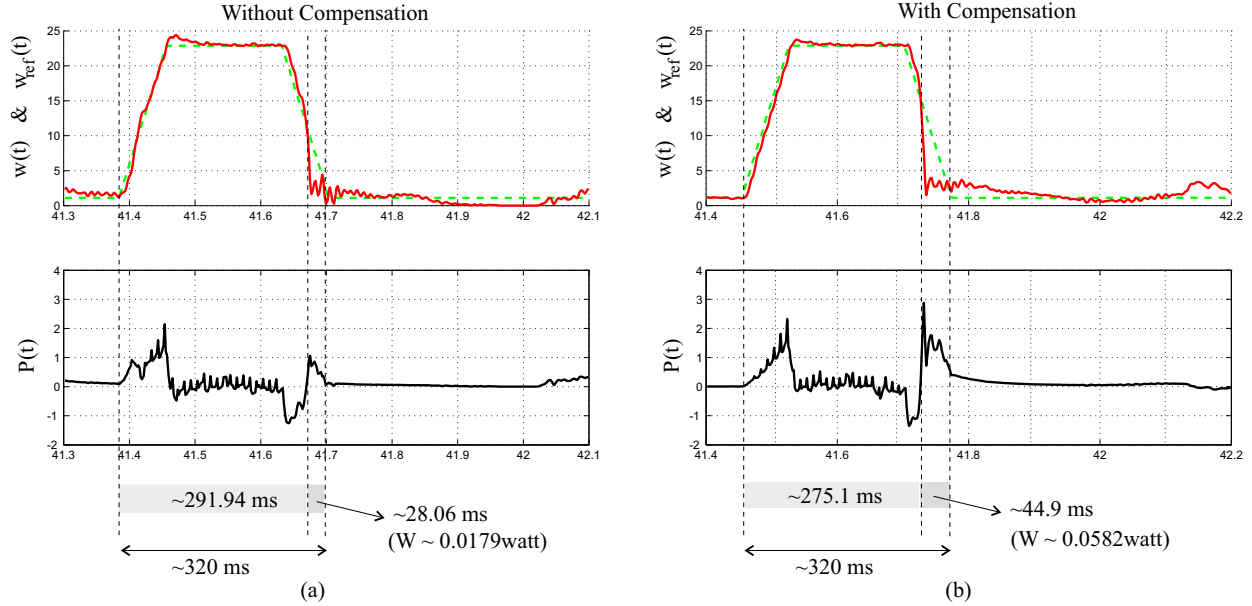 Without Compensation
w(t) & w_ref(t)
25
20
15
10
5
0
41.3 41.4 41.5 41.6 41.7 41.8 41.9 42 42.1
P(t)
4
3
2
1
0
-1
-2
41.3 41.4 41.5 41.6 41.7 41.8 41.9 42 42.1
~291.94 ms
~28.06 ms
(W ~ 0.0179watt)
~320 ms
(a)
With Compensation
w(t) & w_ref(t)
25
20
15
10
5
0
41.4 41.6 41.8 42 42.2
P(t)
4
3
2
1
0
-1
-2
41.4 41.6 41.8 42 42.2
~275.1 ms
~44.9 ms
(W ~ 0.0582watt)
~320 ms
(b)